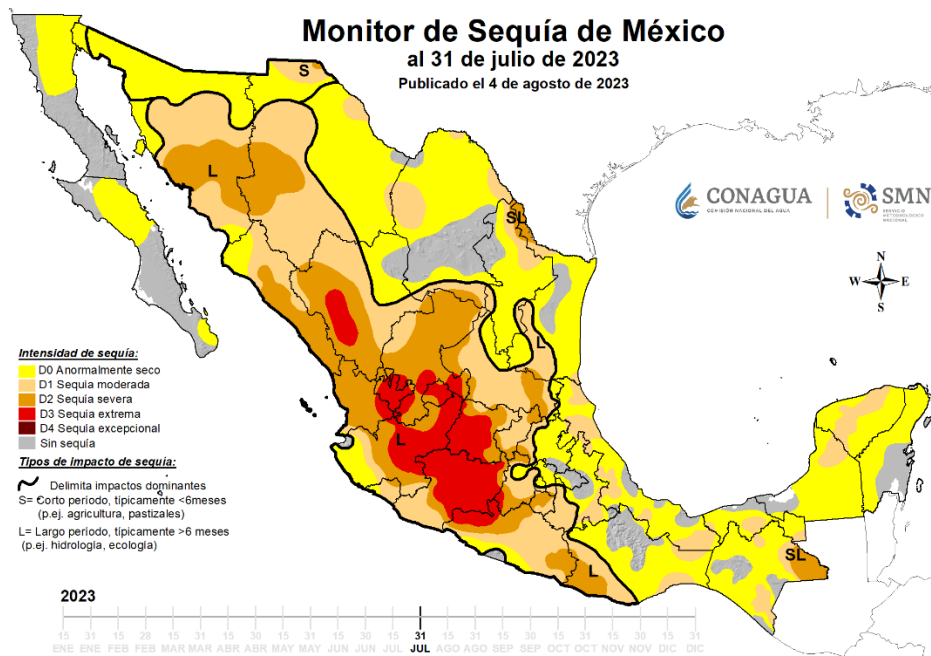 Monitor de Sequía de México
al 31 de julio de 2023
Publicado el 4 de agosto de 2023
S
L
SL
CONAGUA
COMISIÓN NACIONAL DEL AGUA
SMN
SERVICIO
METEOROLÓGICO
NACIONAL
N
W E
S
L
Intensidad de sequía:
D0 Anormalmente seco
D1 Sequia moderada
D2 Sequia severa
D3 Sequia extrema
D4 Sequia excepcional
Sin sequía
L
Tipos de impacto de sequía:
Delimita impactos dominantes
S= Corto periodo, típicamente <6meses
(p.ej. agricultura, pastizales)
L= Largo periodo, típicamente >6 meses
(p.ej. hidrología, ecología)
SL
L
2023
15 31 15 28 15 31 15 30 15 31 15 30 15 31 15 31 15 30 15 31 15 30 15 31
ENE ENE FEB FEB MAR MAR ABR ABR MAY MAY JUN JUN JUL JUL AGO AGO SEP SEP OCT OCT NOV NOV DIC DIC